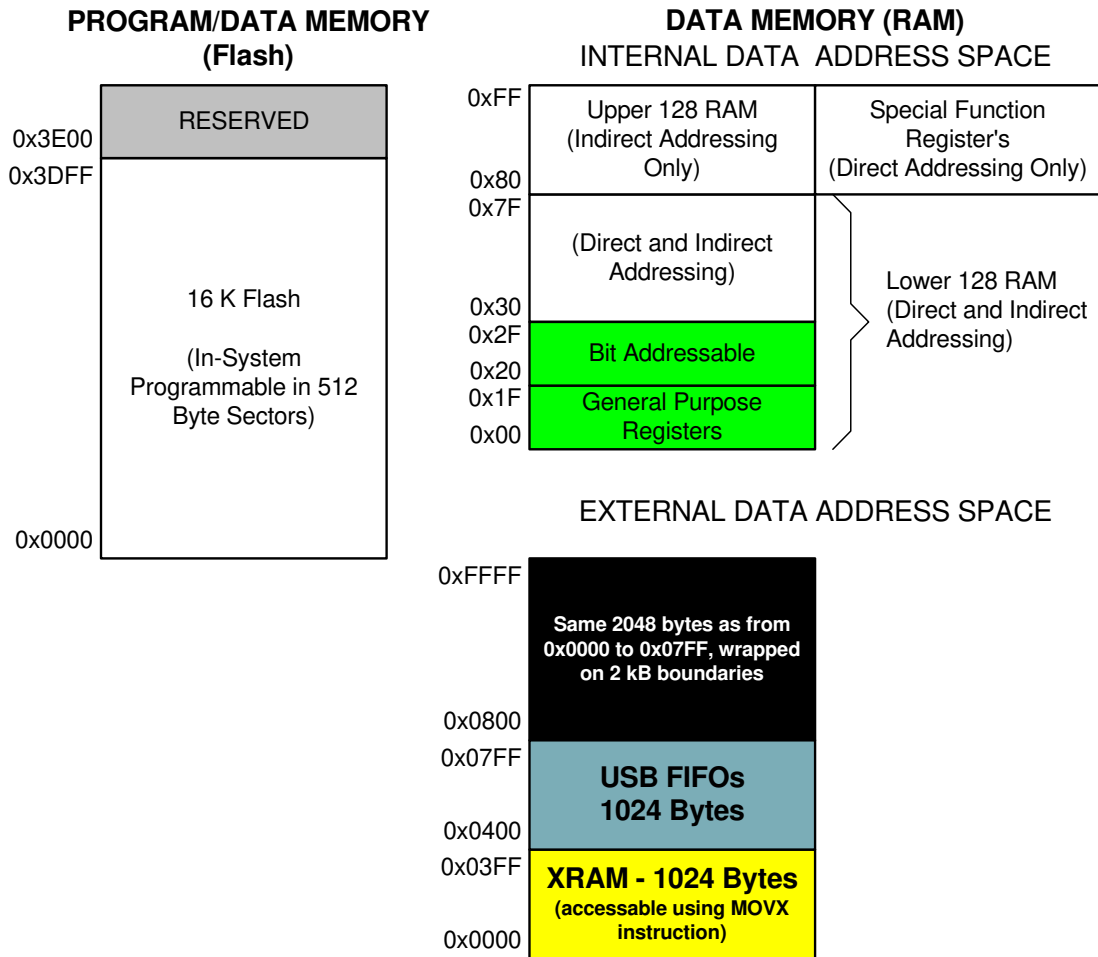 PROGRAM/DATA MEMORY
(Flash)
RESERVED
0x3E00
0x3DFF
16 K Flash
(In-System
Programmable in 512
Byte Sectors)
0x0000
DATA MEMORY (RAM)
INTERNAL DATA ADDRESS SPACE
0xFF
Upper 128 RAM
(Indirect Addressing
Only)
0x80
Special Function
Register's
(Direct Addressing Only)
0x7F
(Direct and Indirect
Addressing)
0x30
0x2F
Bit Addressable
0x20
0x1F
General Purpose
Registers
0x00
Lower 128 RAM
(Direct and Indirect
Addressing)
EXTERNAL DATA ADDRESS SPACE
0xFFFF
Same 2048 bytes as from
0x0000 to 0x07FF, wrapped
on 2 kB boundaries
0x0800
0x07FF
USB FIFOs
1024 Bytes
0x0400
0x03FF
XRAM - 1024 Bytes
(accessable using MOVX
instruction)
0x0000